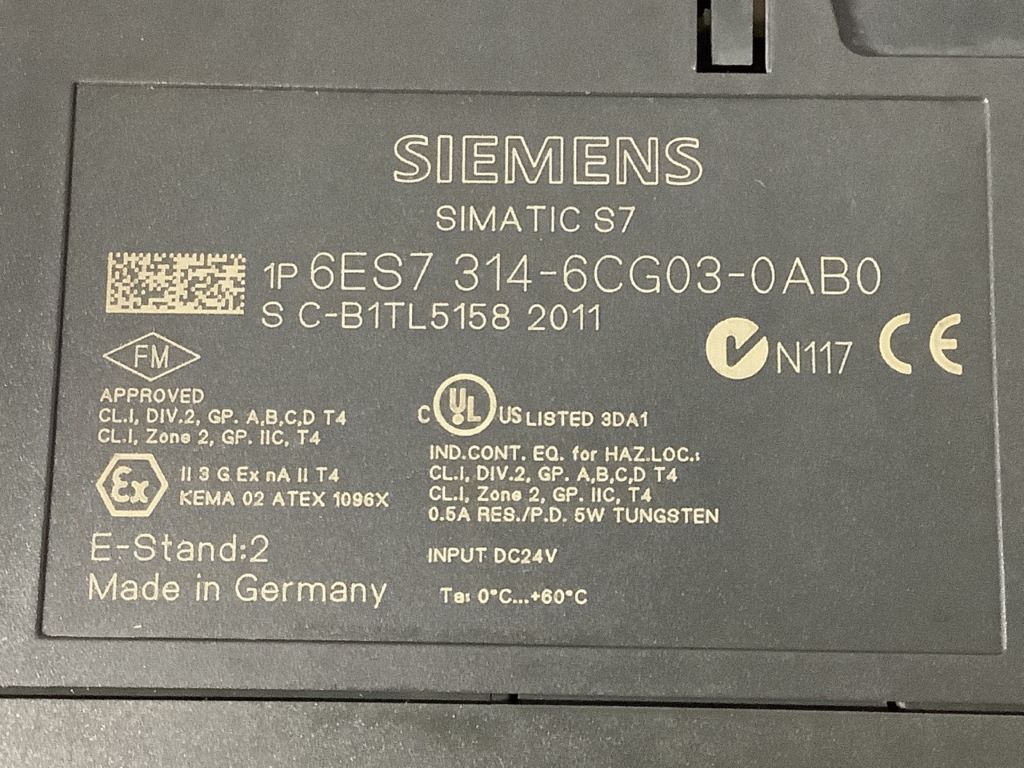 SIEMENS
SIMATIC S7
1P 6ES7 314-6CG03-0AB0
S C-B1TL5158 2011
N117 CE
FM
APPROVED
CL.I, DIV.2, GP. A,B,C,D T4
CL.I, Zone 2, GP. IIC, T4
C UL US LISTED 3DA1
IND.CONT. EQ. for HAZ.LOC.:
CL.I, DIV.2, GP. A,B,C,D T4
CL.I, Zone 2, GP. IIC, T4
0.5A RES./P.D. 5W TUNGSTEN
Ex II 3 G Ex nA II T4
KEMA 02 ATEX 1096X
E-Stand:2
INPUT DC24V
Made in Germany
Ta: 0°C...+60°C